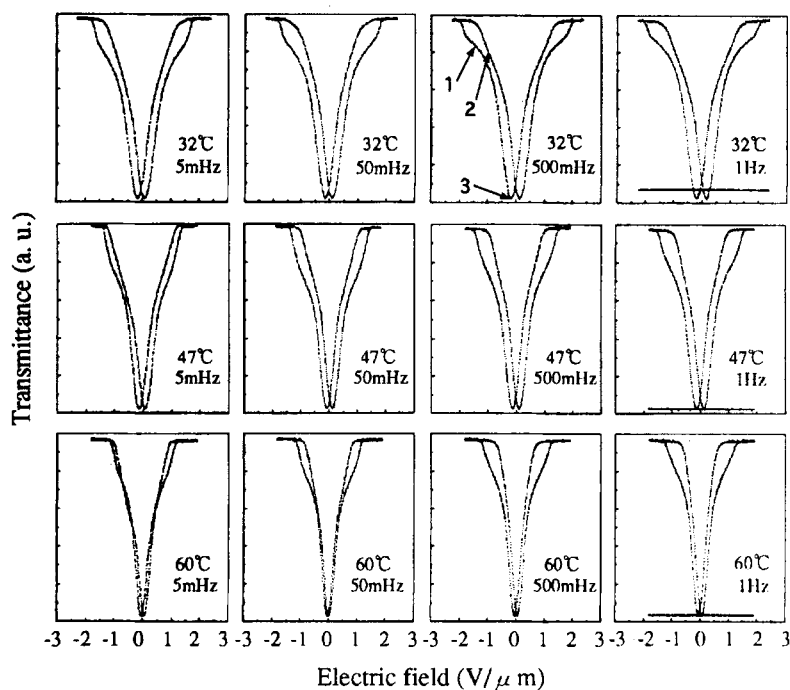 Transmittance (a. u.)
32℃
5mHz
32℃
50mHz
1
2
3
32℃
500mHz
32℃
1Hz
47℃
5mHz
47℃
50mHz
47℃
500mHz
47℃
1Hz
60℃
5mHz
60℃
50mHz
60℃
500mHz
60℃
1Hz
-3 -2 -1 0 1 2 3
-3 -2 -1 0 1 2 3
-3 -2 -1 0 1 2 3
-3 -2 -1 0 1 2 3
Electric field (V/μm)